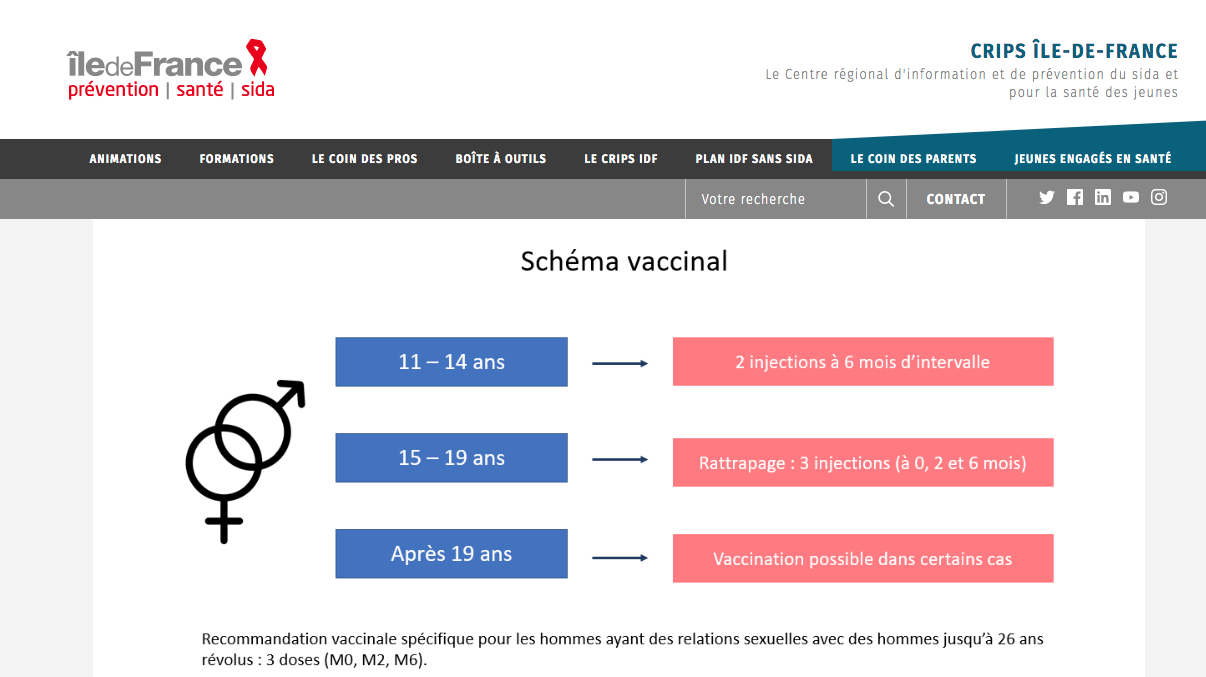 îledeFrance
prévention | santé | sida
CRIPS ÎLE-DE-FRANCE
Le Centre régional d'information et de prévention du sida et
pour la santé des jeunes
ANIMATIONS FORMATIONS LE COIN DES PROS BOÎTE À OUTILS LE CRIPS IDF PLAN IDF SANS SIDA LE COIN DES PARENTS JEUNES ENGAGÉS EN SANTÉ
Votre recherche CONTACT
Schéma vaccinal
11 – 14 ans 2 injections à 6 mois d'intervalle
15 – 19 ans Rattrapage : 3 injections (à 0, 2 et 6 mois)
Après 19 ans Vaccination possible dans certains cas
Recommandation vaccinale spécifique pour les hommes ayant des relations sexuelles avec des hommes jusqu'à 26 ans
révolus : 3 doses (M0, M2, M6).